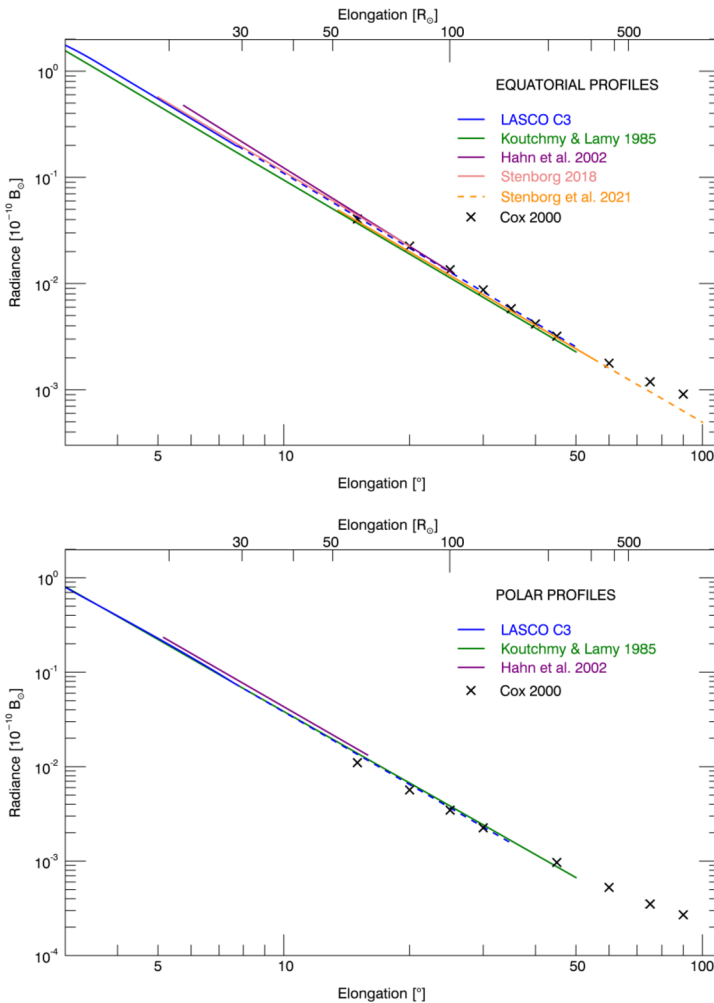 Elongation [R☉]
30 50 100 500
10⁰
10⁻¹
10⁻²
10⁻³
Radiance [10⁻¹⁰ B☉]
EQUATORIAL PROFILES
LASCO C3
Koutchmy & Lamy 1985
Hahn et al. 2002
Stenborg 2018
Stenborg et al. 2021
Cox 2000
5 10 50 100
Elongation [°]
Elongation [R☉]
30 50 100 500
10⁰
10⁻¹
10⁻²
10⁻³
10⁻⁴
Radiance [10⁻¹⁰ B☉]
POLAR PROFILES
LASCO C3
Koutchmy & Lamy 1985
Hahn et al. 2002
Cox 2000
5 10 50 100
Elongation [°]